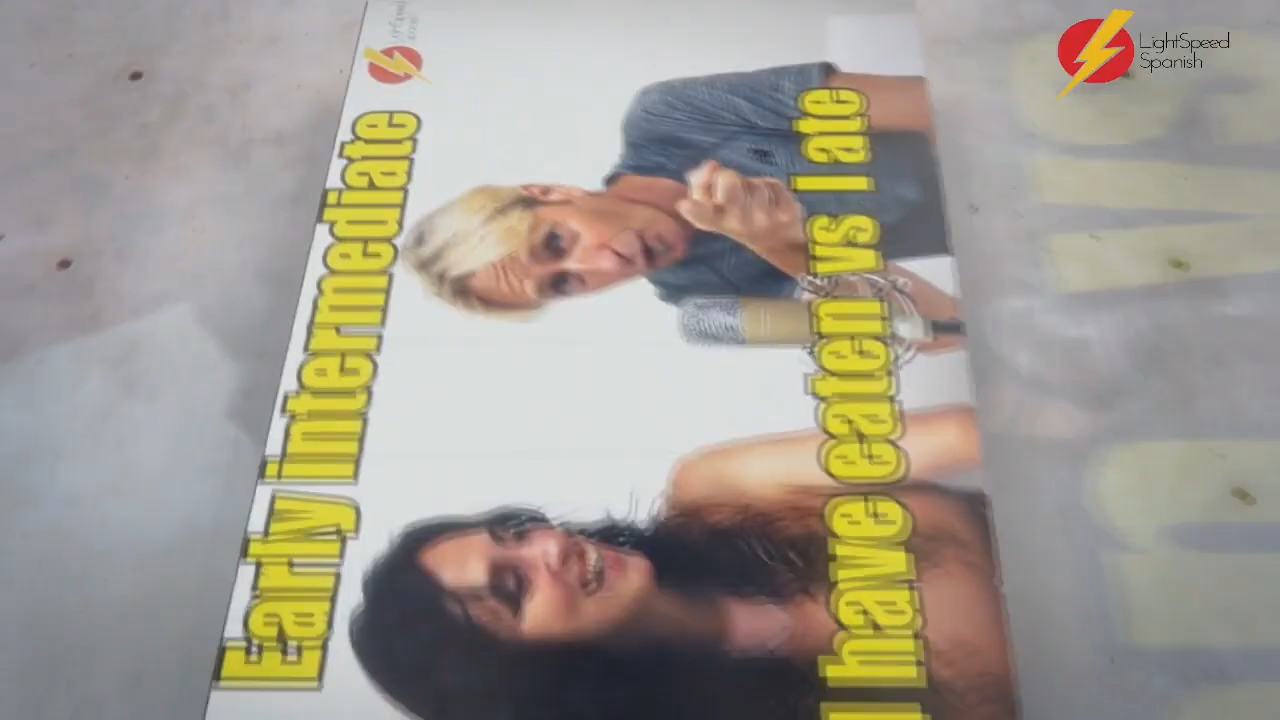 LightSpeed
Spanish
Early intermediate
I have eaten vs I ate